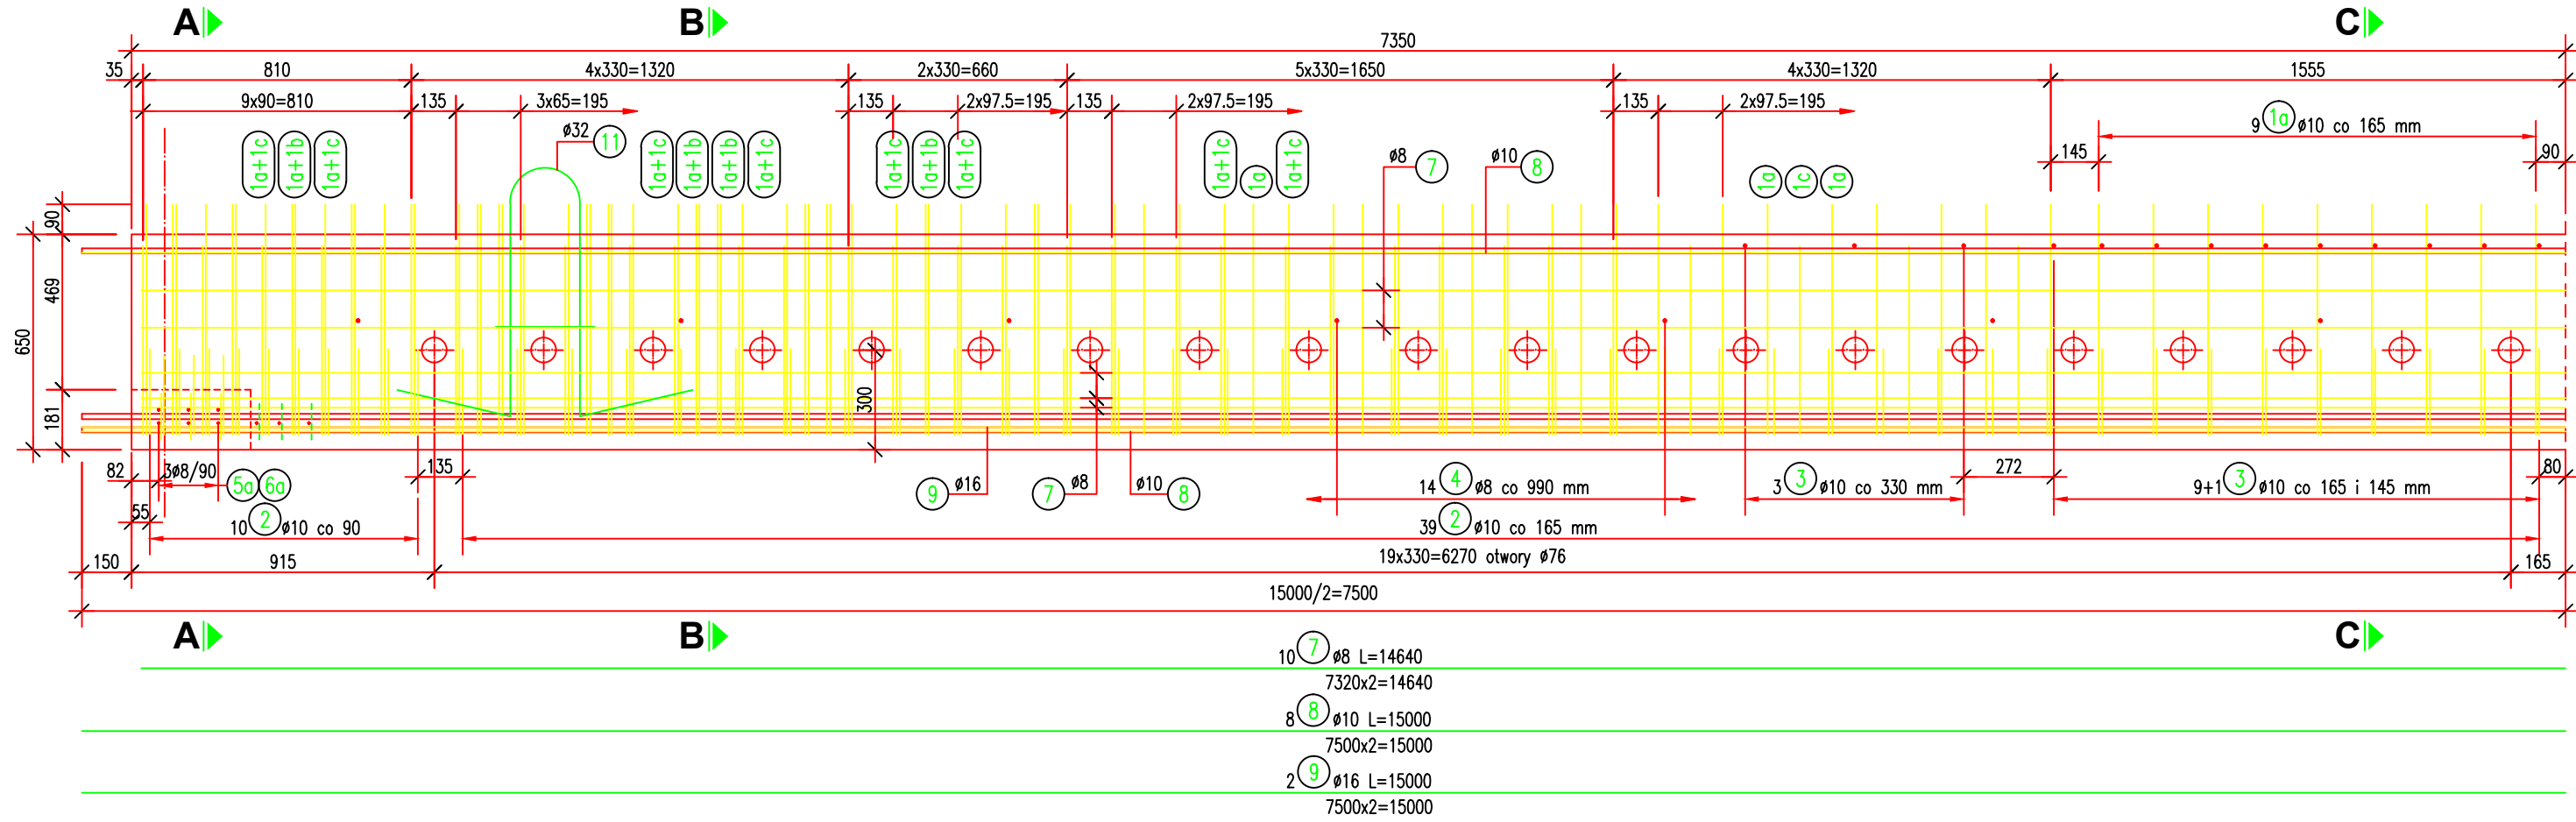 A B C
7350
35 810 4x330=1320 2x330=660 5x330=1650 4x330=1320 1555
9x90=810 135 3x65=195 135 2x97.5=195 135 2x97.5=195 135 2x97.5=195
9 1a ø10 co 165 mm
ø32 11
145 90
1a+1c 1a+1b 1a+1c
1a+1c 1a+1b 1a+1b 1a+1c
1a+1c 1a+1b 1a+1c
1a+1c 1a 1a+1c
ø8 7
ø10 8
1a 1c 1a
90
469
650
181
300
82 3ø8/90 5a 6a
135
9 ø16
7 ø8
ø10 8
14 4 ø8 co 990 mm
3 3 ø10 co 330 mm
272
9+1 3 ø10 co 165 i 145 mm
80
55
10 2 ø10 co 90
39 2 ø10 co 165 mm
150 915 19x330=6270 otwory ø76 165
15000/2=7500
A B C
10 7 ø8 L=14640
7320x2=14640
8 8 ø10 L=15000
7500x2=15000
2 9 ø16 L=15000
7500x2=15000